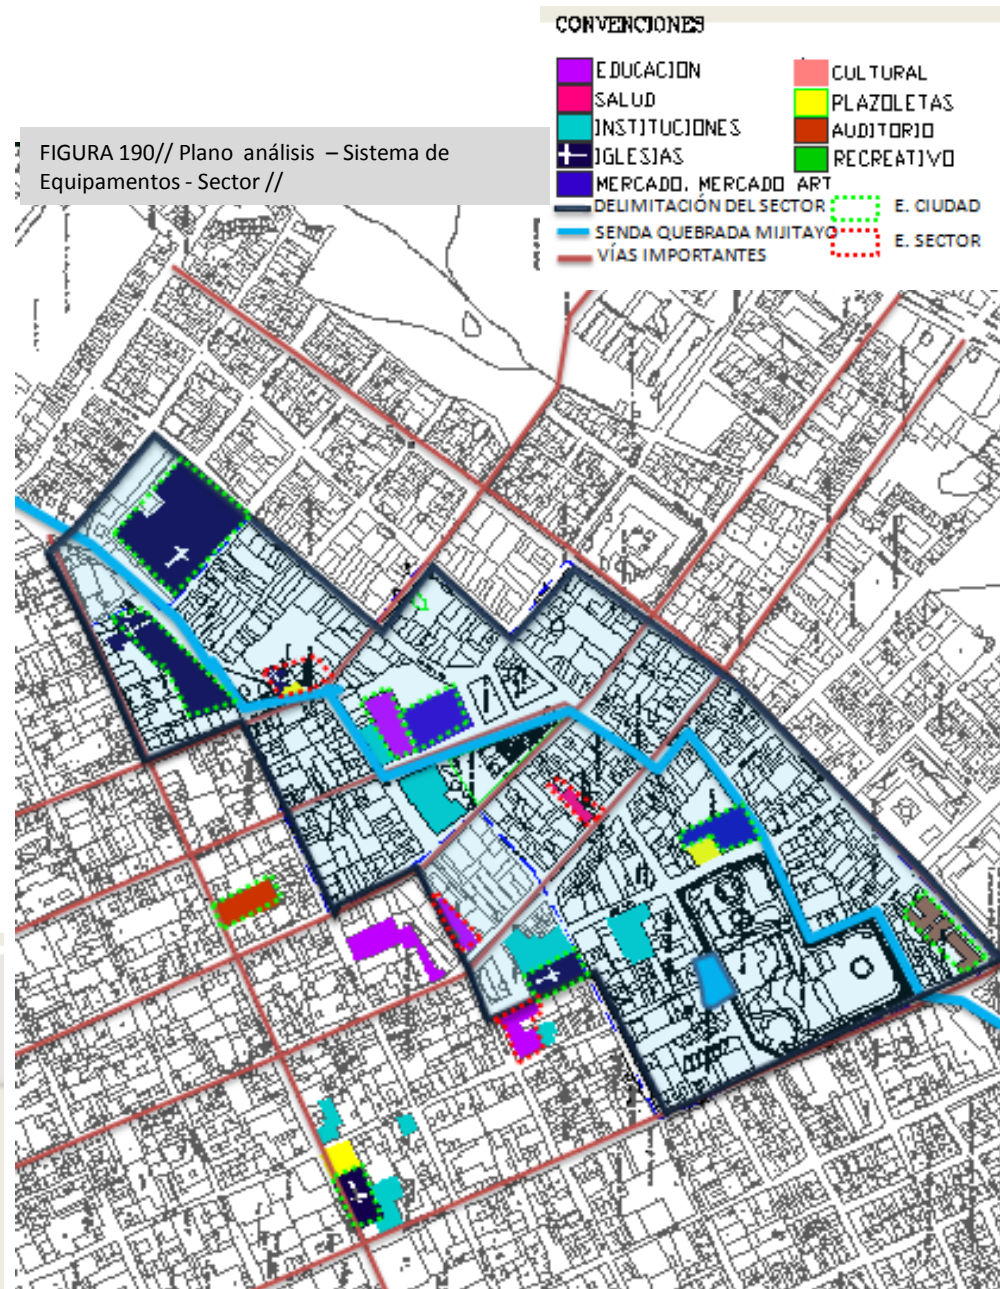 CONVENCIONES
EDUCACION
SALUD
INSTITUCIONES
IGLESIAS
MERCADO. MERCADO ART
DELIMITACIÓN DEL SECTOR
SENDA QUEBRADA MIJITAYO
VÍAS IMPORTANTES
CULTURAL
PLAZOLETAS
AUDITORIO
RECREATIVO
E. CIUDAD
E. SECTOR
FIGURA 190// Plano análisis – Sistema de
Equipamentos - Sector //